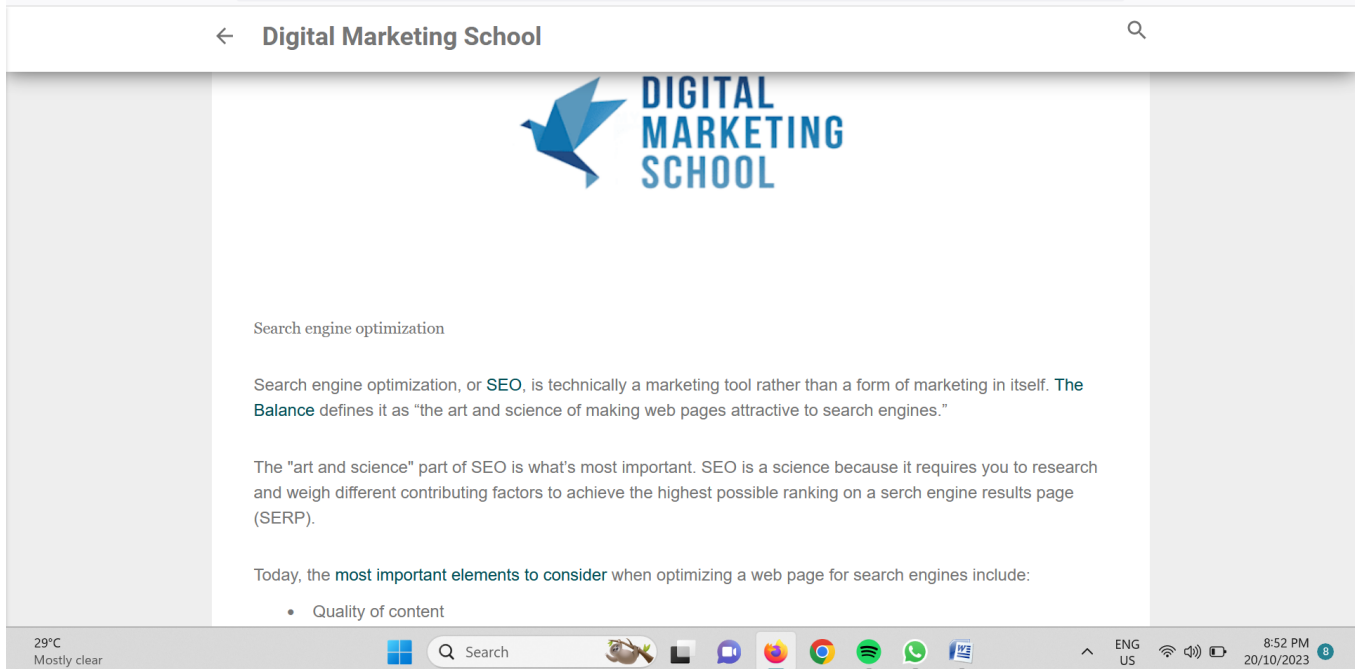 Digital Marketing School
DIGITAL
MARKETING
SCHOOL
Search engine optimization
Search engine optimization, or SEO, is technically a marketing tool rather than a form of marketing in itself. The
Balance defines it as “the art and science of making web pages attractive to search engines.”
The "art and science" part of SEO is what’s most important. SEO is a science because it requires you to research
and weigh different contributing factors to achieve the highest possible ranking on a serch engine results page
(SERP).
Today, the most important elements to consider when optimizing a web page for search engines include:
• Quality of content
29°C
Mostly clear
Search
W
ENG
US
8:52 PM
20/10/2023
8